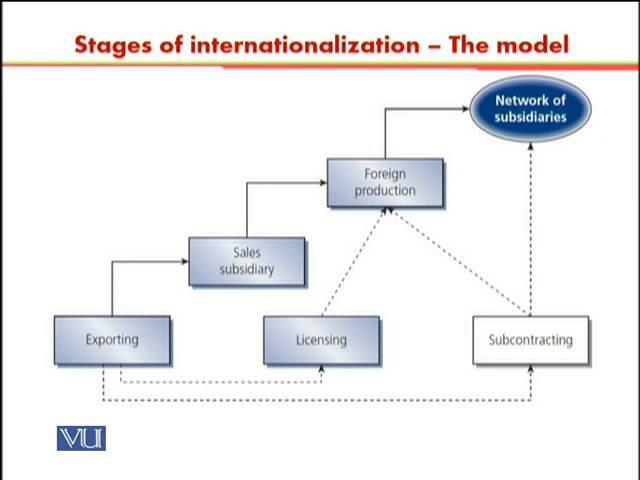 Stages of internationalization – The model
Network of
subsidiaries
Foreign
production
Sales
subsidiary
Exporting
Licensing
Subcontracting
VU